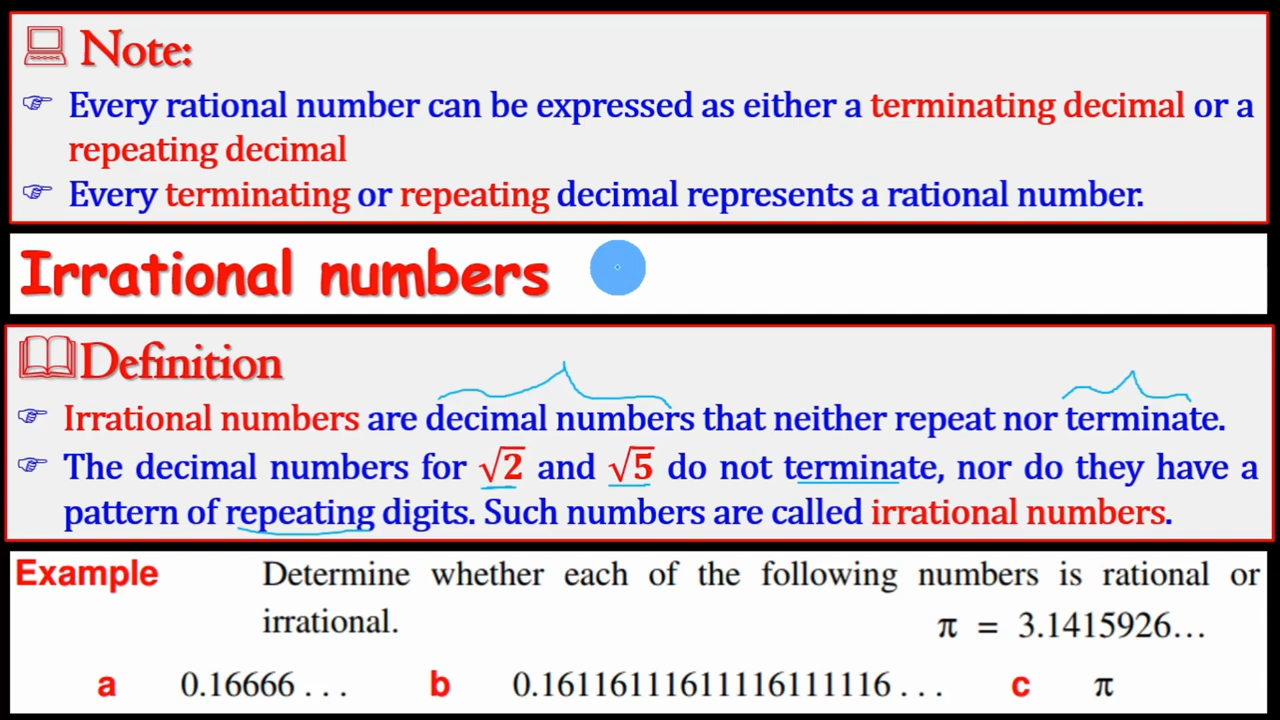 Note:
Every rational number can be expressed as either a terminating decimal or a
repeating decimal
Every terminating or repeating decimal represents a rational number.
Irrational numbers
Definition
Irrational numbers are decimal numbers that neither repeat nor terminate.
The decimal numbers for √2 and √5 do not terminate, nor do they have a
pattern of repeating digits. Such numbers are called irrational numbers.
Example Determine whether each of the following numbers is rational or
irrational.
π = 3.1415926...
a 0.16666 . . . b 0.16116111611116111116 . . . c π